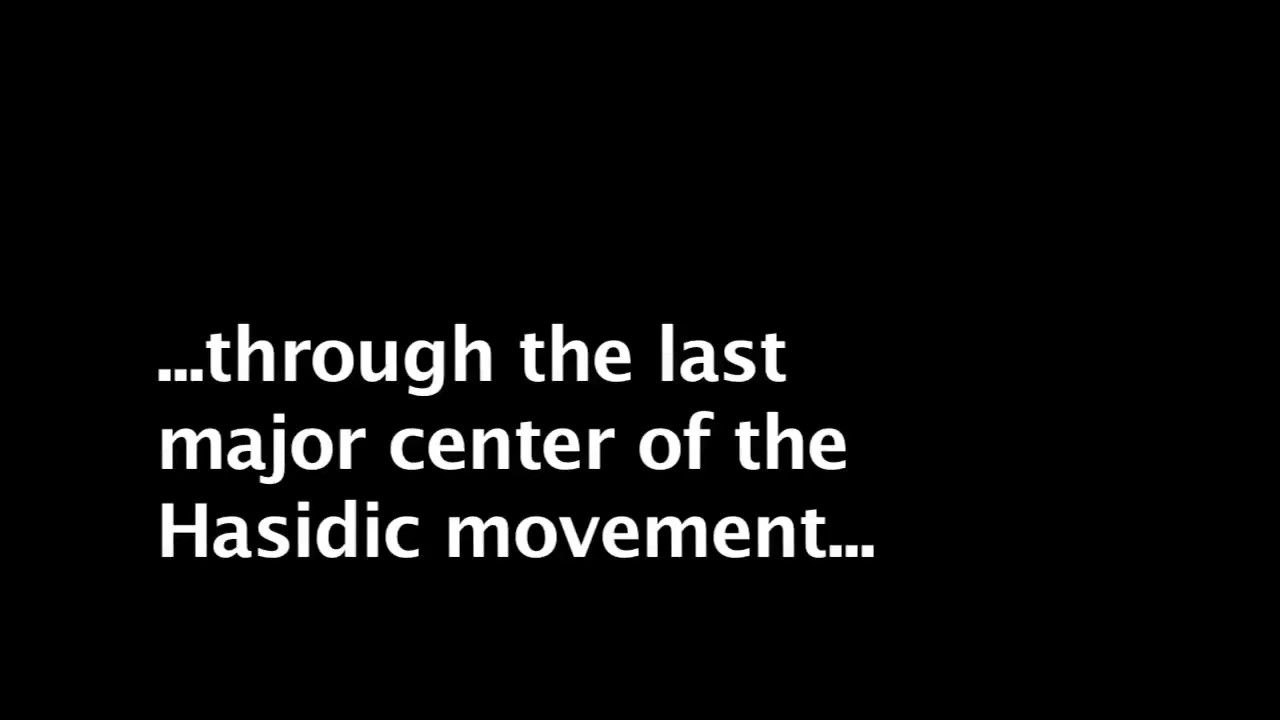 ...through the last
major center of the
Hasidic movement...